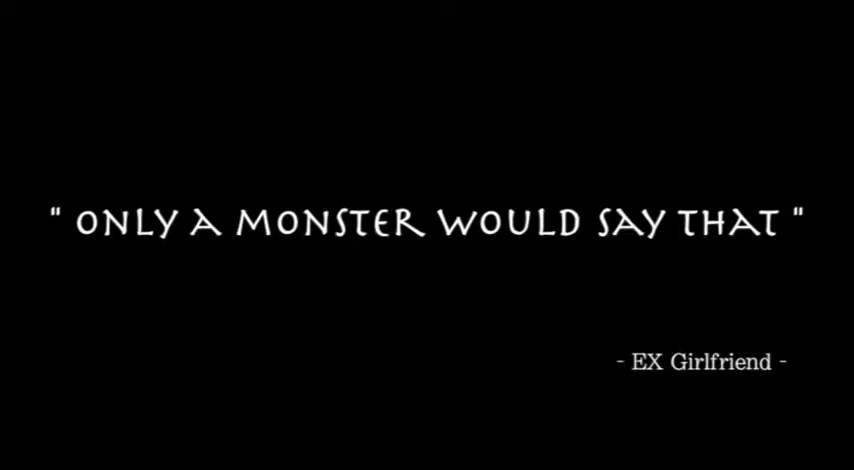 " ONLY A MONSTER WOULD SAY THAT "
- EX Girlfriend -